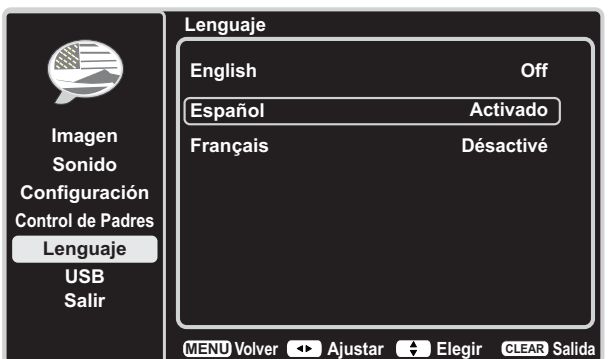 Lenguaje
English Off
Español Activado
Français Désactivé
Imagen
Sonido
Configuración
Control de Padres
Lenguaje
USB
Salir
MENU Volver Ajustar Elegir CLEAR Salida